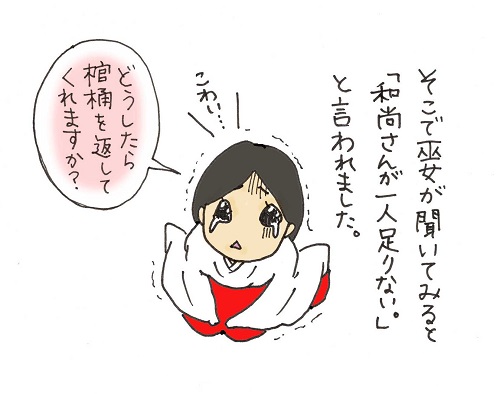 そこで巫女が聞いてみると
「和尚さんが一人足りない。」
と言われました。
こわい…
どうしたら
棺桶を返して
くれますか?